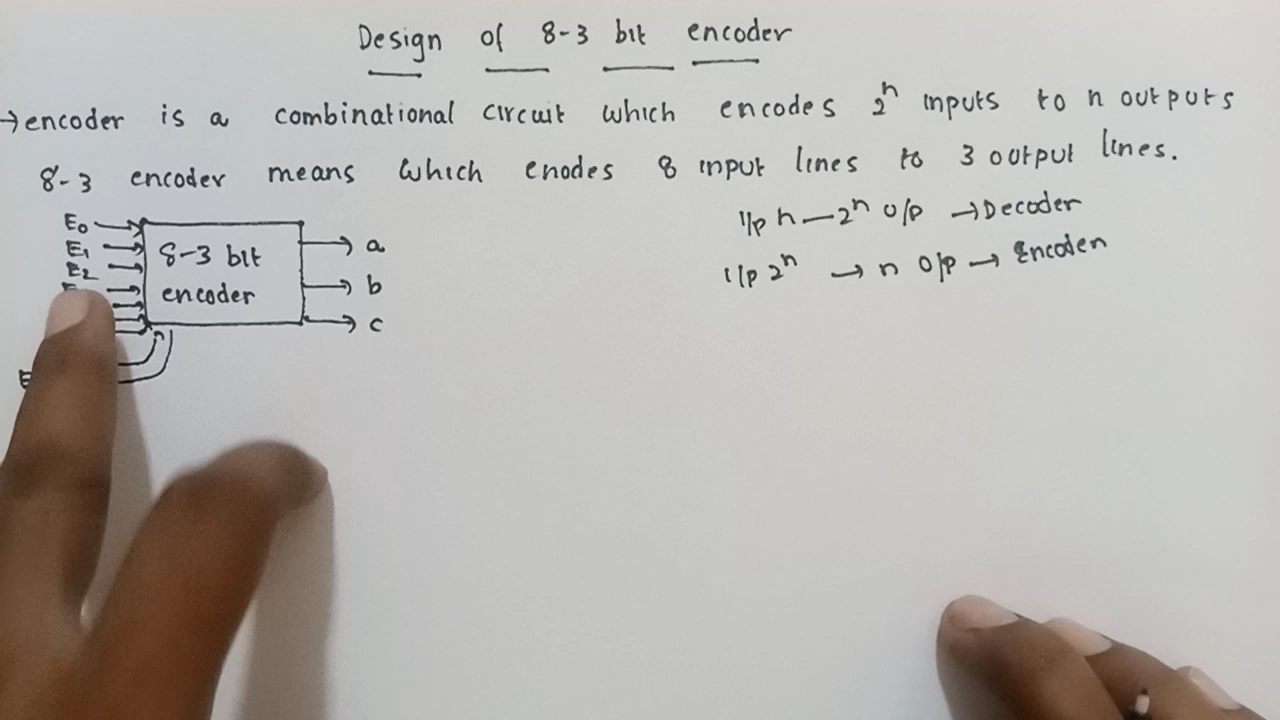 Design of 8-3 bit encoder
→ encoder is a combinational circuit which encodes 2ⁿ inputs to n outputs
8-3 encoder means which enodes 8 input lines to 3 output lines.
I/p n — 2ⁿ o/p → Decoder
I/p 2ⁿ → n o/p → Encoder
E₀
E₁
E₂
8-3 bit
encoder
a
b
c